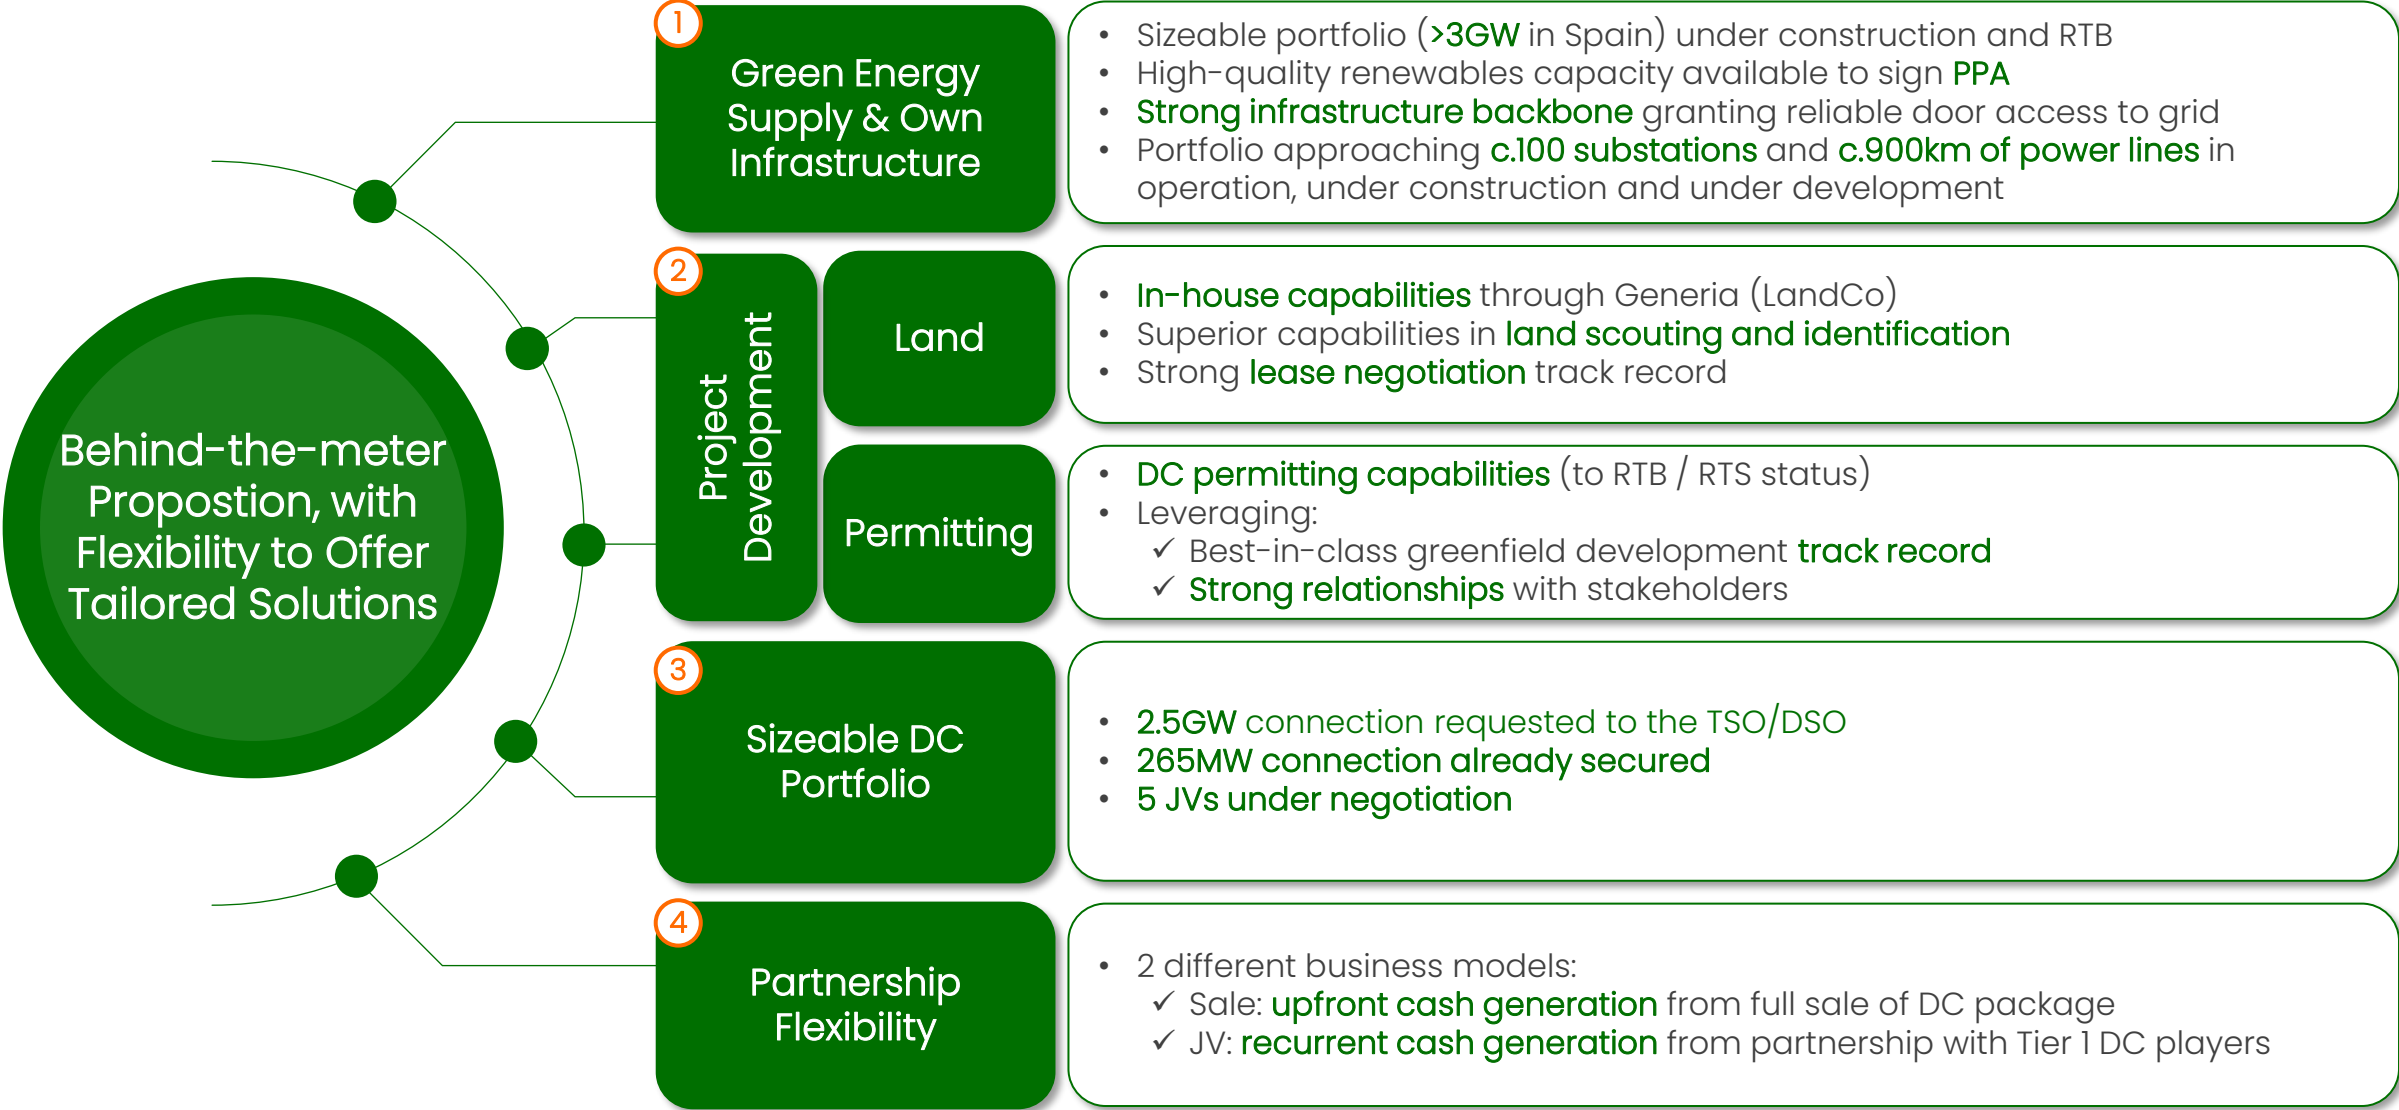 Behind-the-meter
Propostion, with
Flexibility to Offer
Tailored Solutions
1
Green Energy
Supply & Own
Infrastructure
• Sizeable portfolio (>3GW in Spain) under construction and RTB
• High-quality renewables capacity available to sign PPA
• Strong infrastructure backbone granting reliable door access to grid
• Portfolio approaching c.100 substations and c.900km of power lines in
operation, under construction and under development
2
Project
Development
Land
• In-house capabilities through Generia (LandCo)
• Superior capabilities in land scouting and identification
• Strong lease negotiation track record
Permitting
• DC permitting capabilities (to RTB / RTS status)
• Leveraging:
✓ Best-in-class greenfield development track record
✓ Strong relationships with stakeholders
3
Sizeable DC
Portfolio
• 2.5GW connection requested to the TSO/DSO
• 265MW connection already secured
• 5 JVs under negotiation
4
Partnership
Flexibility
• 2 different business models:
✓ Sale: upfront cash generation from full sale of DC package
✓ JV: recurrent cash generation from partnership with Tier 1 DC players